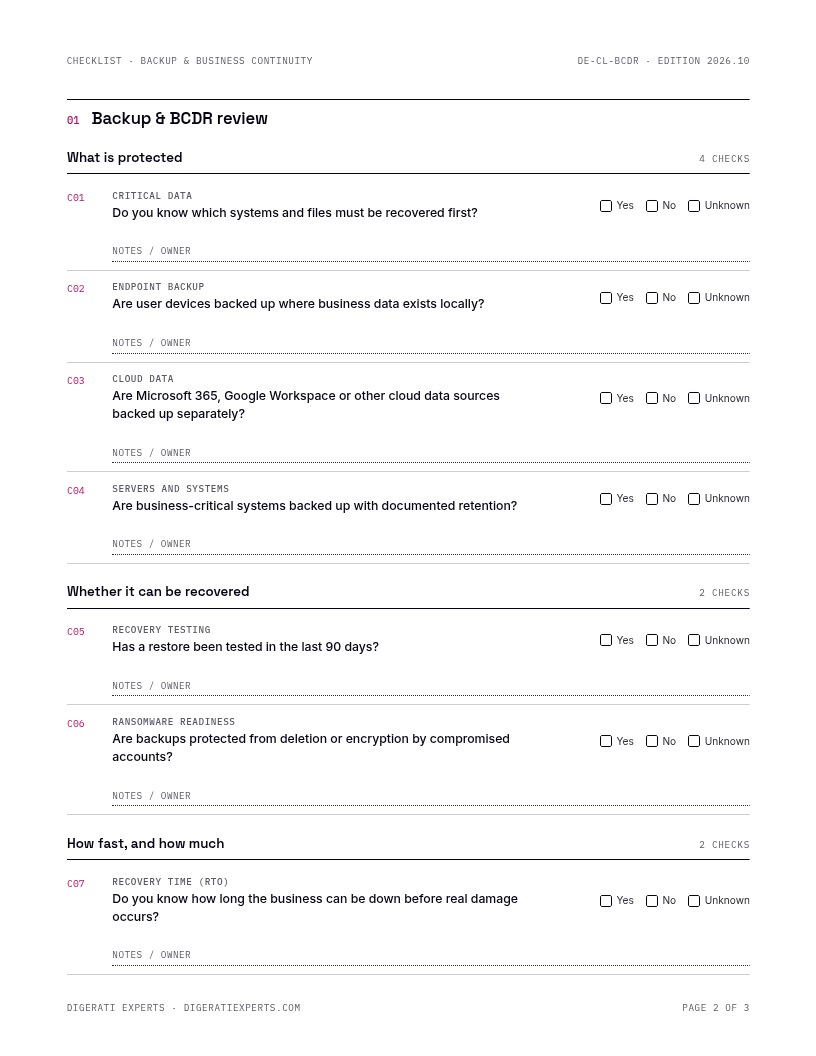 CHECKLIST · BACKUP & BUSINESS CONTINUITY
DE-CL-BCDR · EDITION 2026.10
01 Backup & BCDR review
What is protected
4 CHECKS
C01
CRITICAL DATA
Do you know which systems and files must be recovered first?
Yes No Unknown
NOTES / OWNER
C02
ENDPOINT BACKUP
Are user devices backed up where business data exists locally?
Yes No Unknown
NOTES / OWNER
C03
CLOUD DATA
Are Microsoft 365, Google Workspace or other cloud data sources
backed up separately?
Yes No Unknown
NOTES / OWNER
C04
SERVERS AND SYSTEMS
Are business-critical systems backed up with documented retention?
Yes No Unknown
NOTES / OWNER
Whether it can be recovered
2 CHECKS
C05
RECOVERY TESTING
Has a restore been tested in the last 90 days?
Yes No Unknown
NOTES / OWNER
C06
RANSOMWARE READINESS
Are backups protected from deletion or encryption by compromised
accounts?
Yes No Unknown
NOTES / OWNER
How fast, and how much
2 CHECKS
C07
RECOVERY TIME (RTO)
Do you know how long the business can be down before real damage
occurs?
Yes No Unknown
NOTES / OWNER
DIGERATI EXPERTS · DIGERATIEXPERTS.COM
PAGE 2 OF 3